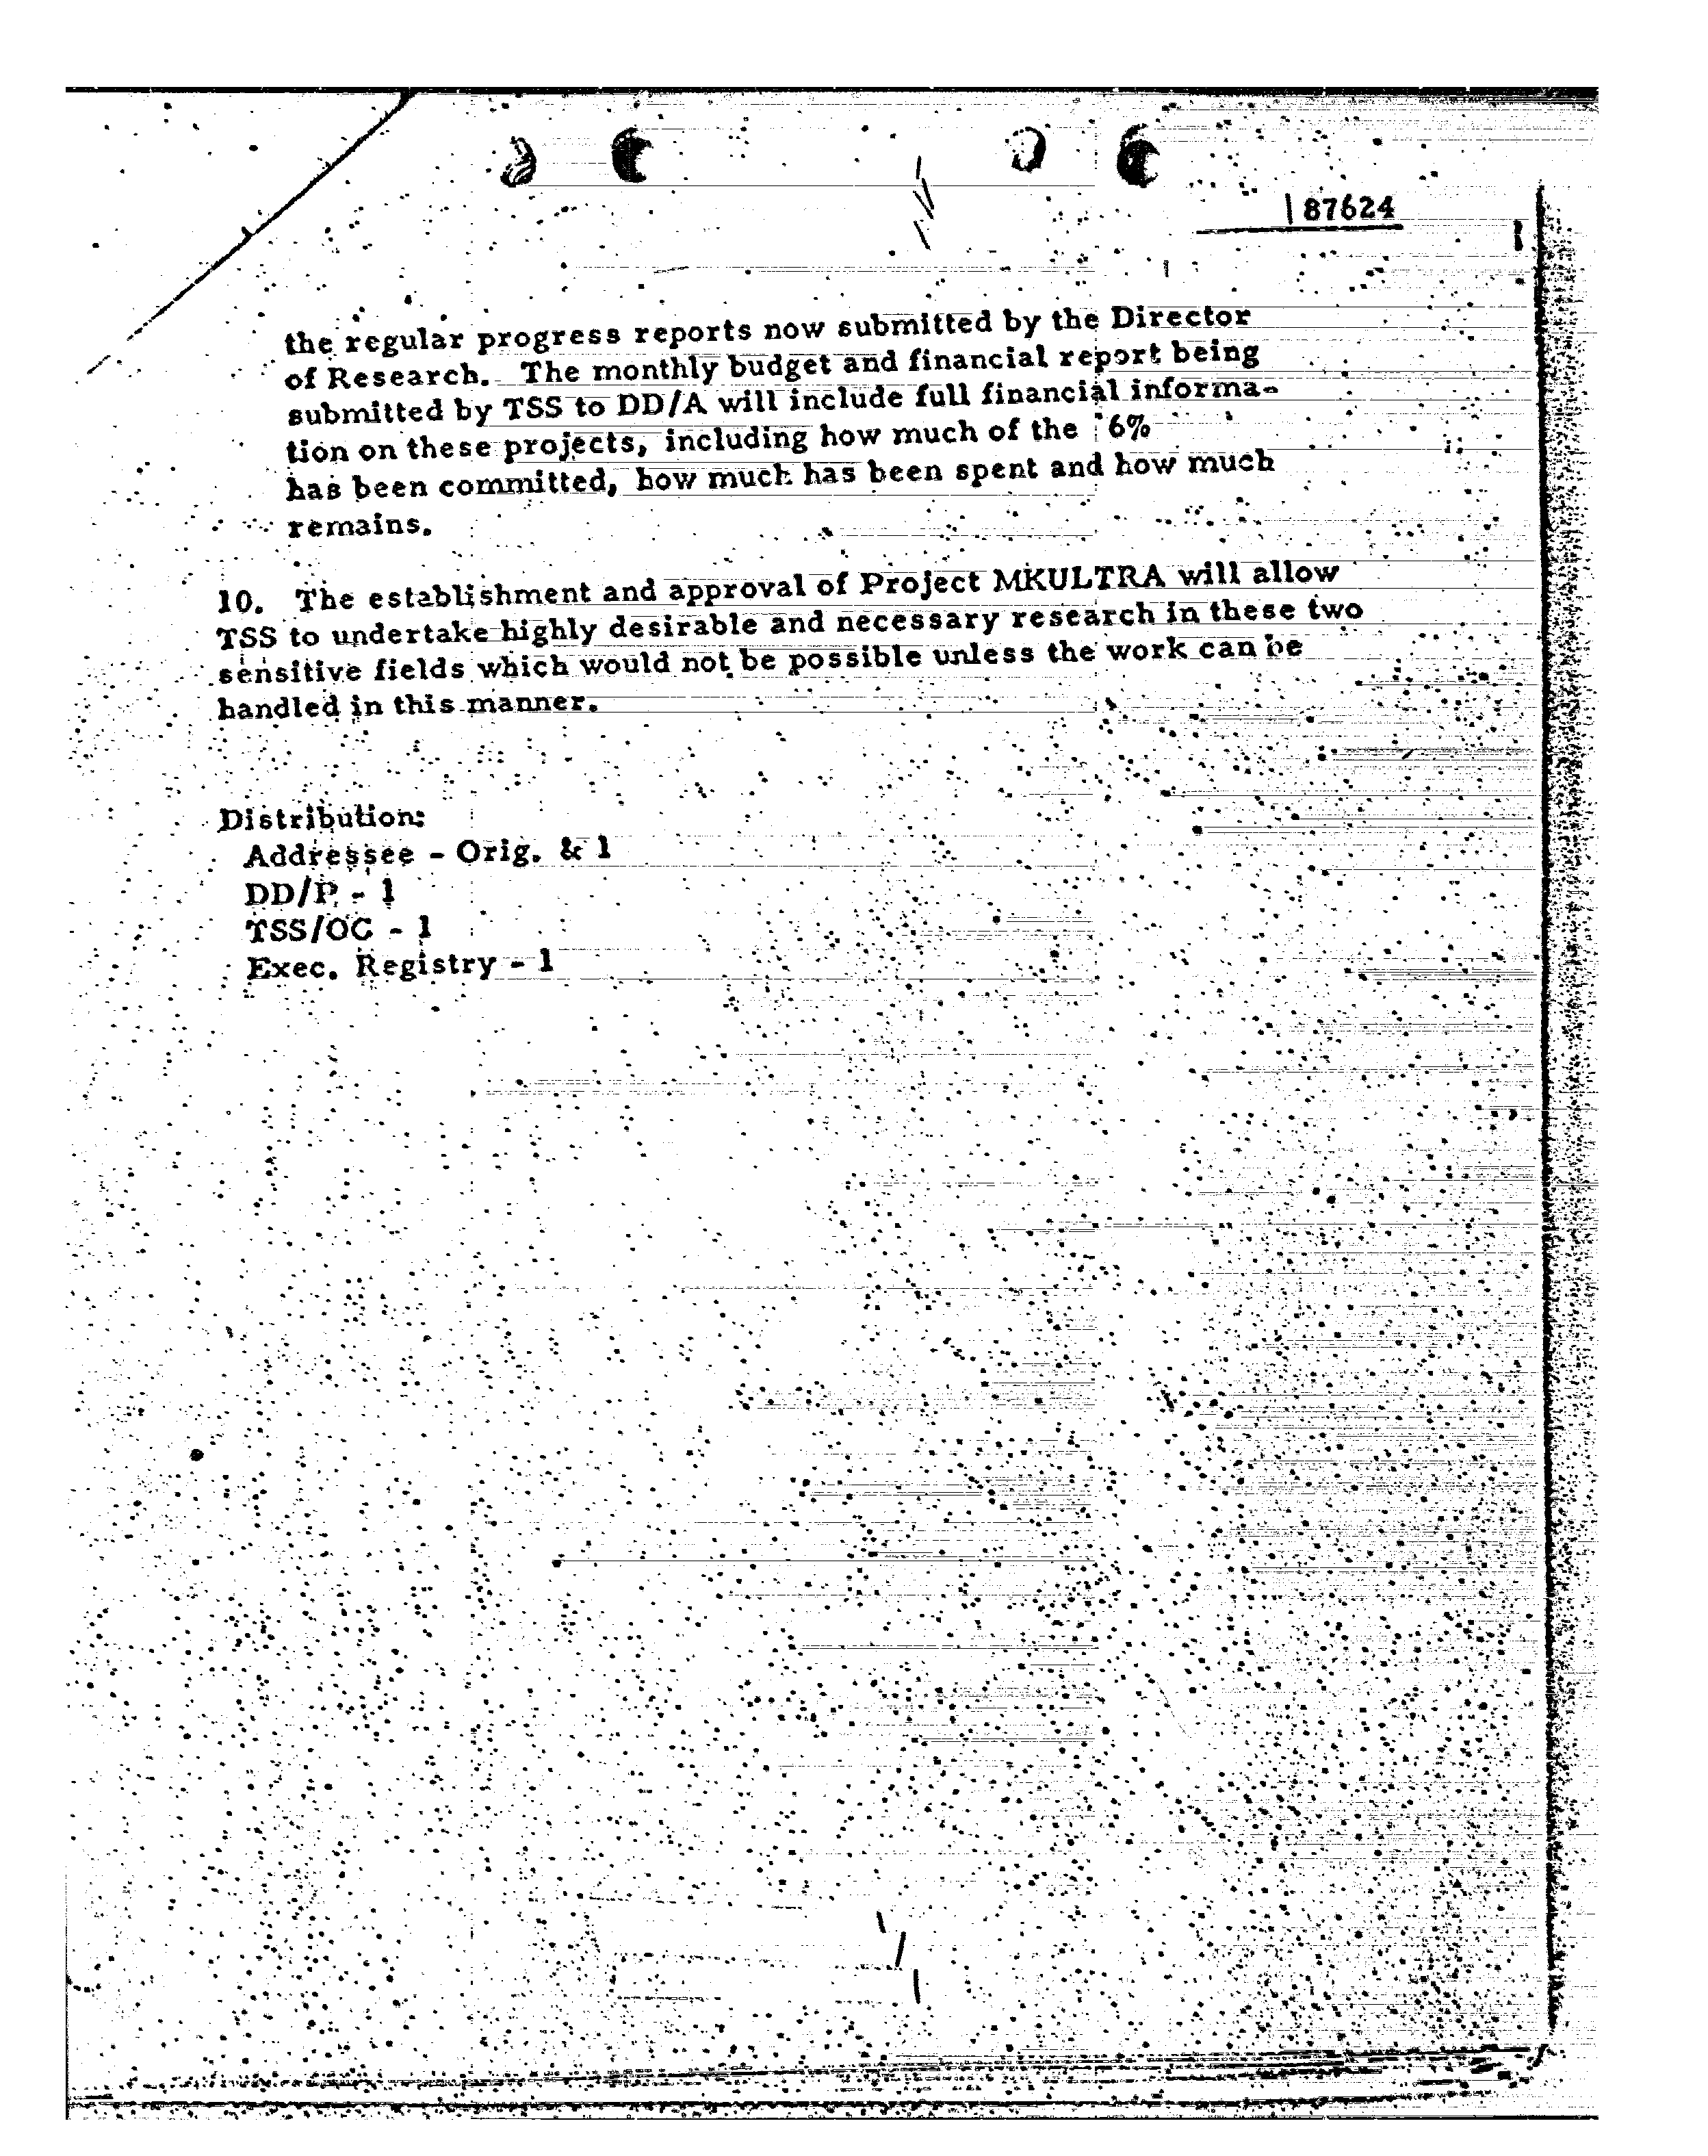 87624
the regular progress reports now submitted by the Director
of Research. The monthly budget and financial report being
submitted by TSS to DD/A will include full financial informa-
tion on these projects, including how much of the 6%
has been committed, how much has been spent and how much
remains.
10. The establishment and approval of Project MKULTRA will allow
TSS to undertake highly desirable and necessary research in these two
sensitive fields which would not be possible unless the work can be
handled in this manner.
Distribution:
Addressee - Orig. & 1
DD/P - 1
TSS/OC - 1
Exec. Registry - 1